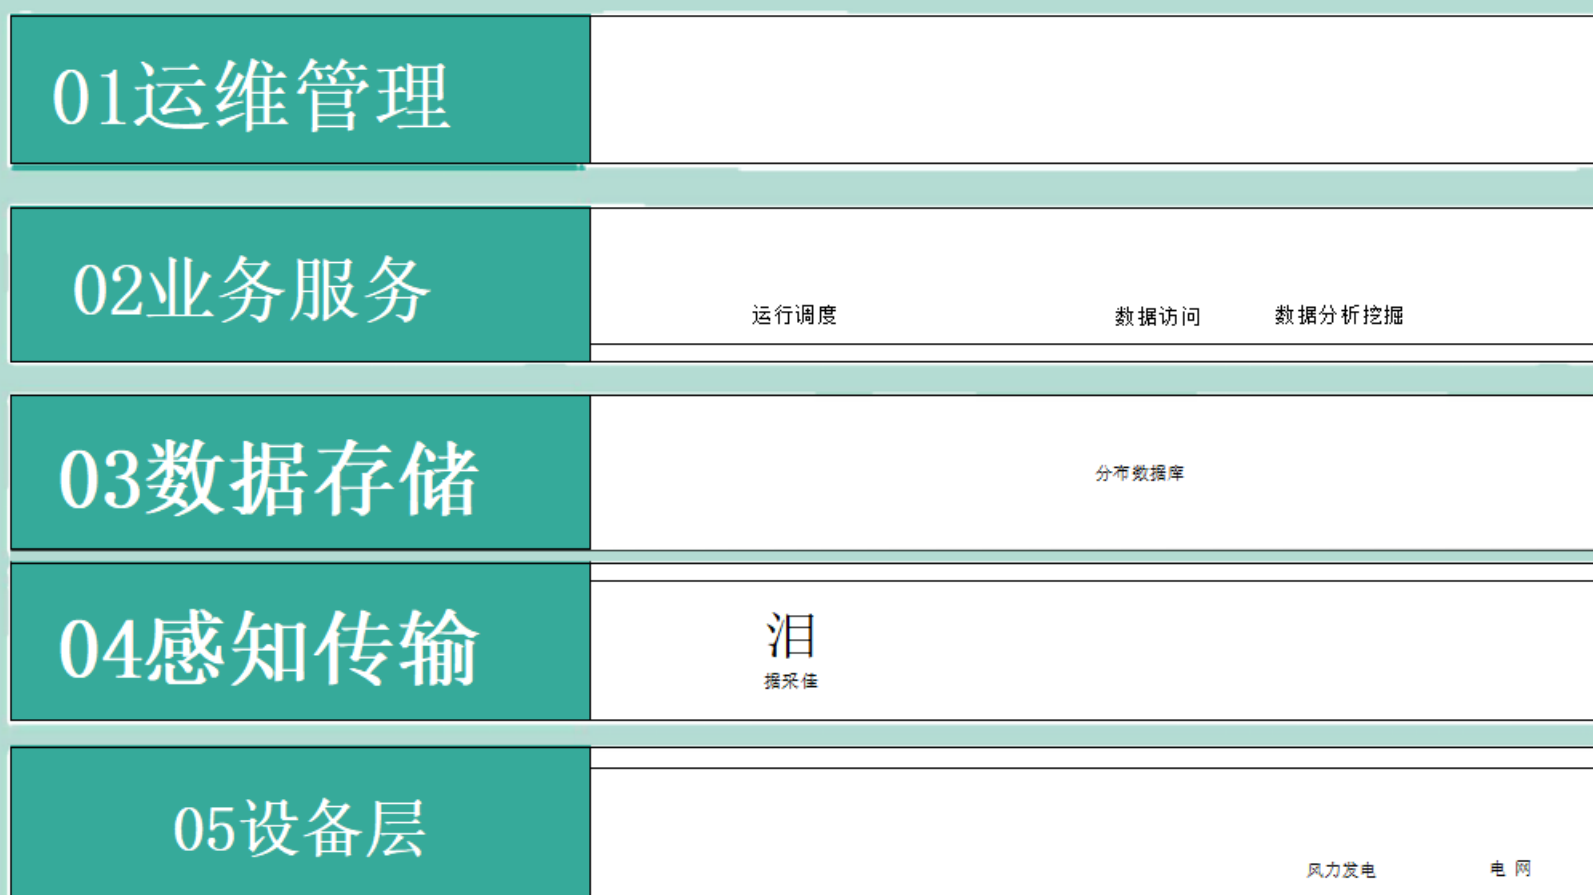 01运维管理
02业务服务
运行调度 数据访问 数据分析挖掘
03数据存储
分布数据库
04感知传输
泪
据采佳
05设备层
风力发电 电 网